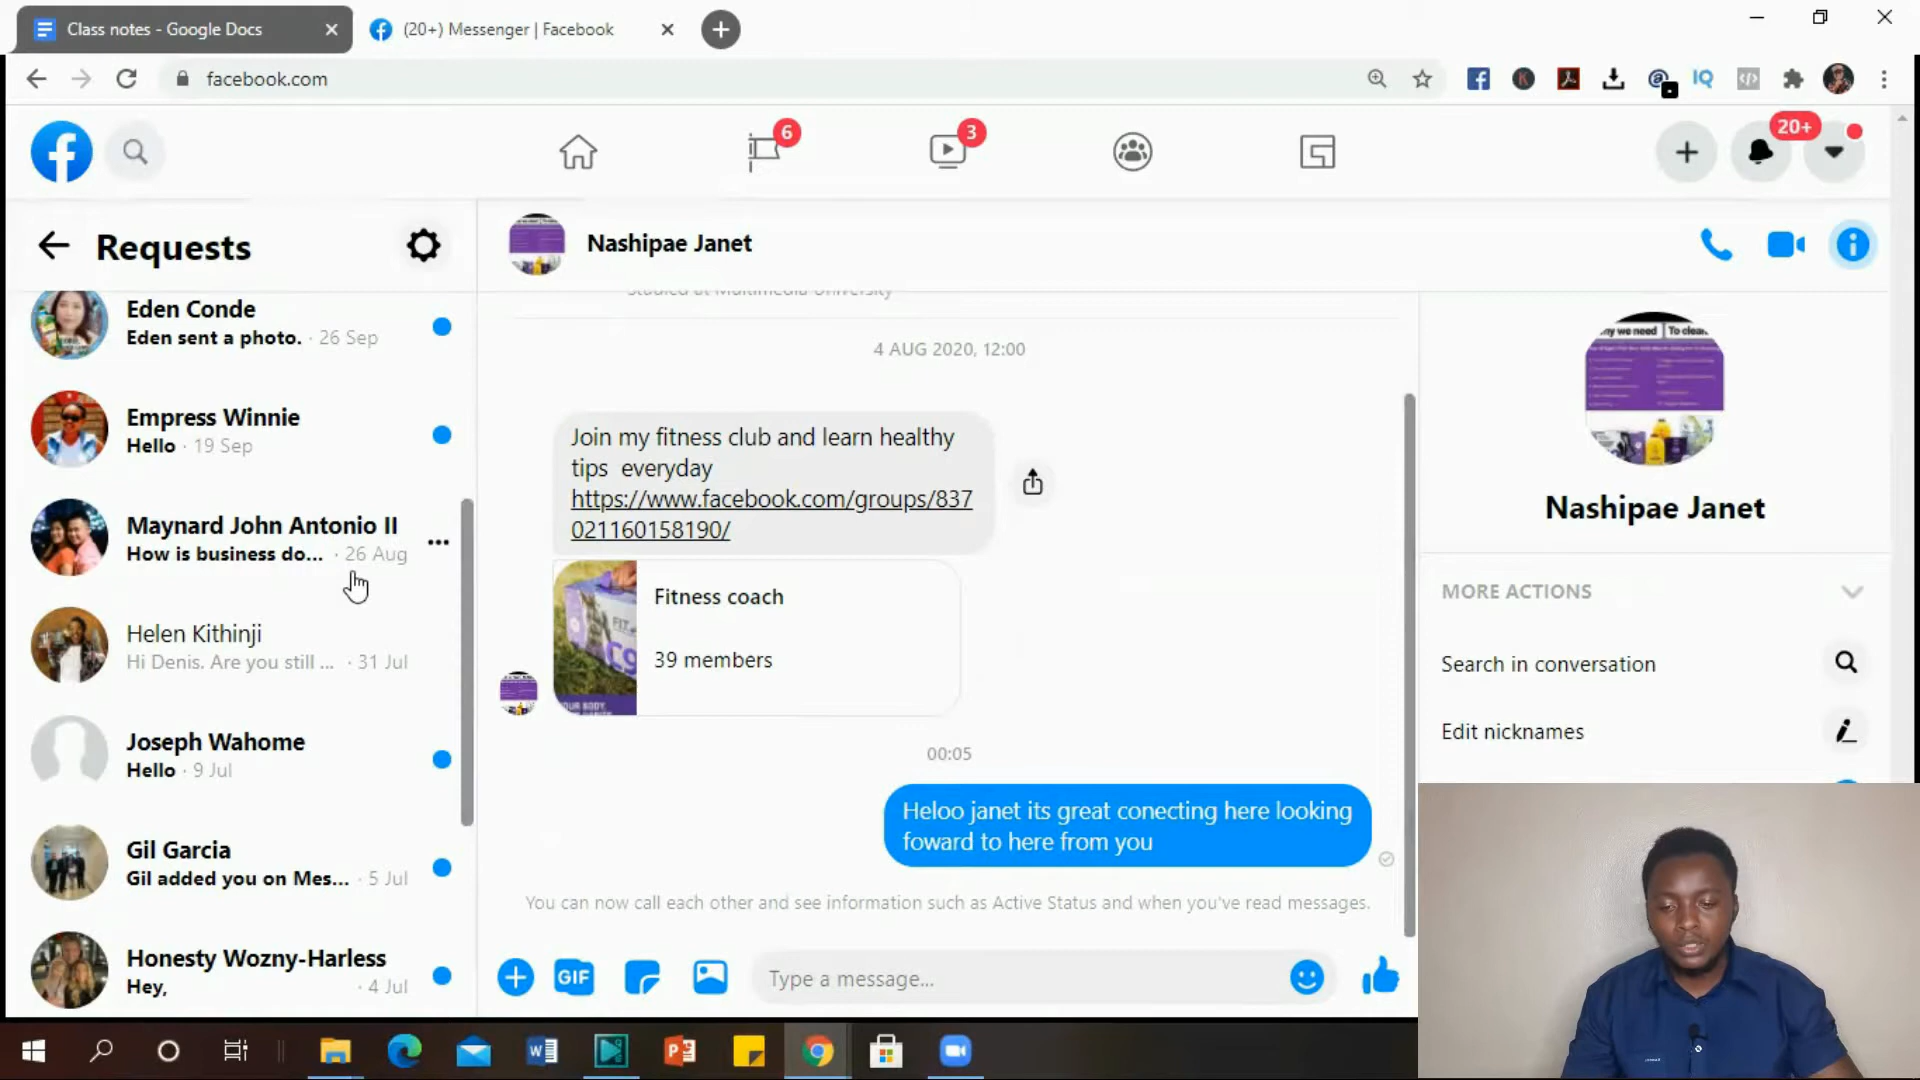 Class notes - Google Docs
(20+) Messenger | Facebook
facebook.com
IQ
6
3
20+
Requests
Nashipae Janet
Eden Conde
Eden sent a photo. · 26 Sep
Empress Winnie
Hello · 19 Sep
Maynard John Antonio II
How is business do... · 26 Aug
Helen Kithinji
Hi Denis. Are you still ... · 31 Jul
Joseph Wahome
Hello · 9 Jul
Gil Garcia
Gil added you on Mes... · 5 Jul
Honesty Wozny-Harless
Hey, · 4 Jul
Studied at Multimedia University
4 AUG 2020, 12:00
Join my fitness club and learn healthy
tips everyday
https://www.facebook.com/groups/837
021160158190/
Fitness coach
39 members
00:05
Heloo janet its great conecting here looking
foward to here from you
You can now call each other and see information such as Active Status and when you've read messages.
GIF
Type a message...
Nashipae Janet
MORE ACTIONS
Search in conversation
Edit nicknames